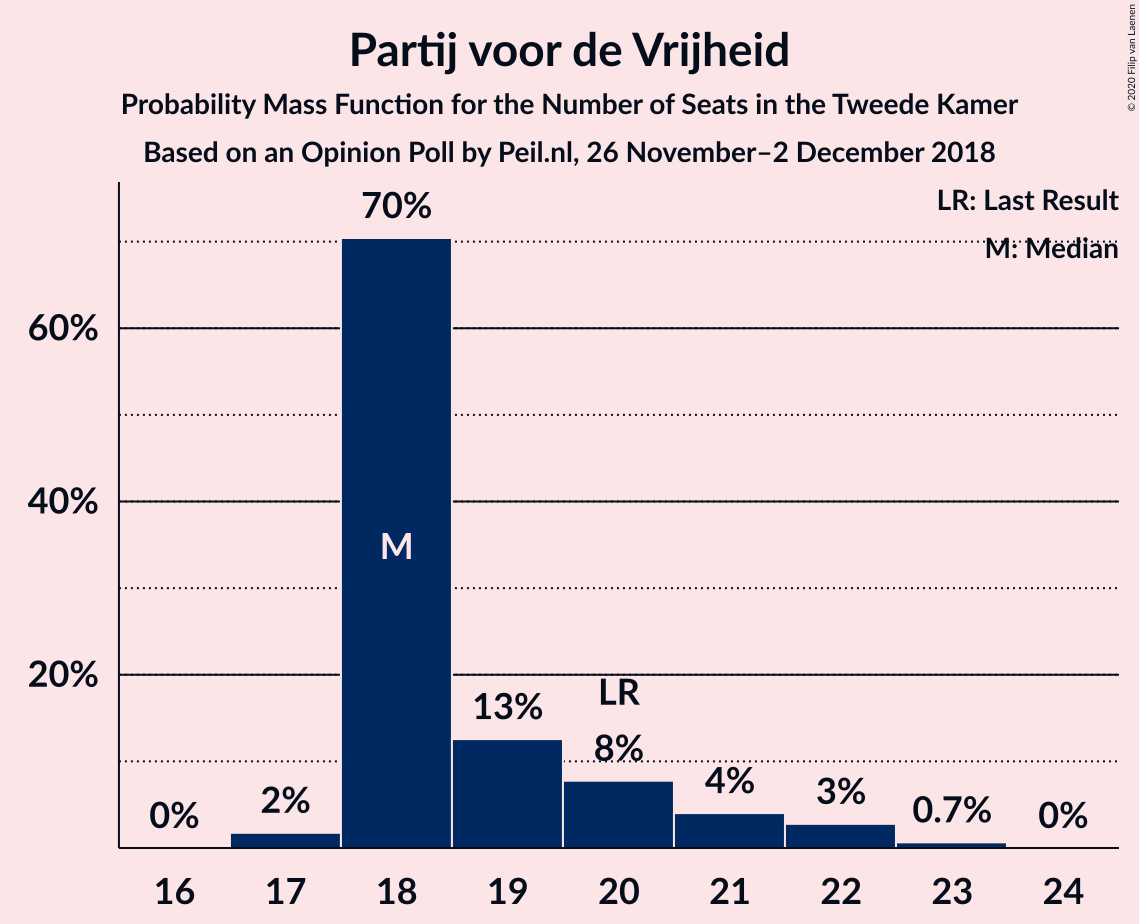 Partij voor de Vrijheid
Probability Mass Function for the Number of Seats in the Tweede Kamer
Based on an Opinion Poll by Peil.nl, 26 November–2 December 2018
© 2020 Filip van Laenen
LR: Last Result
M: Median
70%
60%
40%
20%
M
LR
0%
2%
13%
8%
4%
3%
0.7%
0%
16 17 18 19 20 21 22 23 24